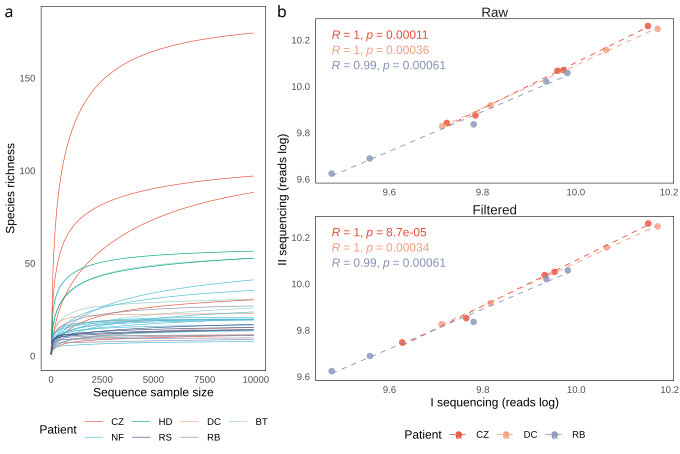 a
Species richness
150
100
50
0
0 2500 5000 7500 10000
Sequence sample size
Patient
CZ HD DC BT
NF RS RB
b
Raw
R = 1, p = 0.00011
R = 1, p = 0.00036
R = 0.99, p = 0.00061
10.2
10.0
9.8
9.6
9.6 9.8 10.0 10.2
II sequencing (reads log)
Filtered
R = 1, p = 8.7e-05
R = 1, p = 0.00034
R = 0.99, p = 0.00061
10.2
10.0
9.8
9.6
9.6 9.8 10.0 10.2
I sequencing (reads log)
Patient CZ DC RB